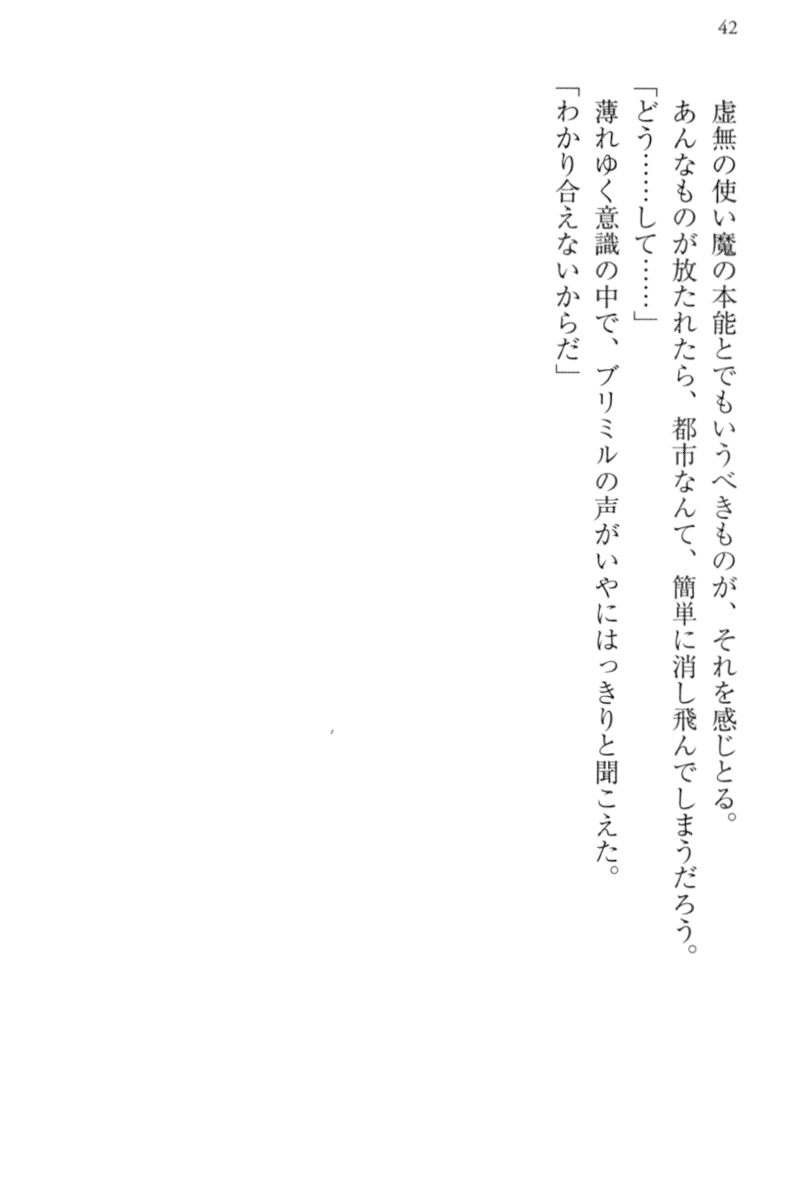 42
虚無の使い魔の本能とでもいうべきものが、それを感じとる。
あんなものが放たれたら、都市なんて、簡単に消し飛んでしまうだろう。
「どう……して……」
薄れゆく意識の中で、ブリミルの声がいやにはっきりと聞こえた。
「わかり合えないからだ」